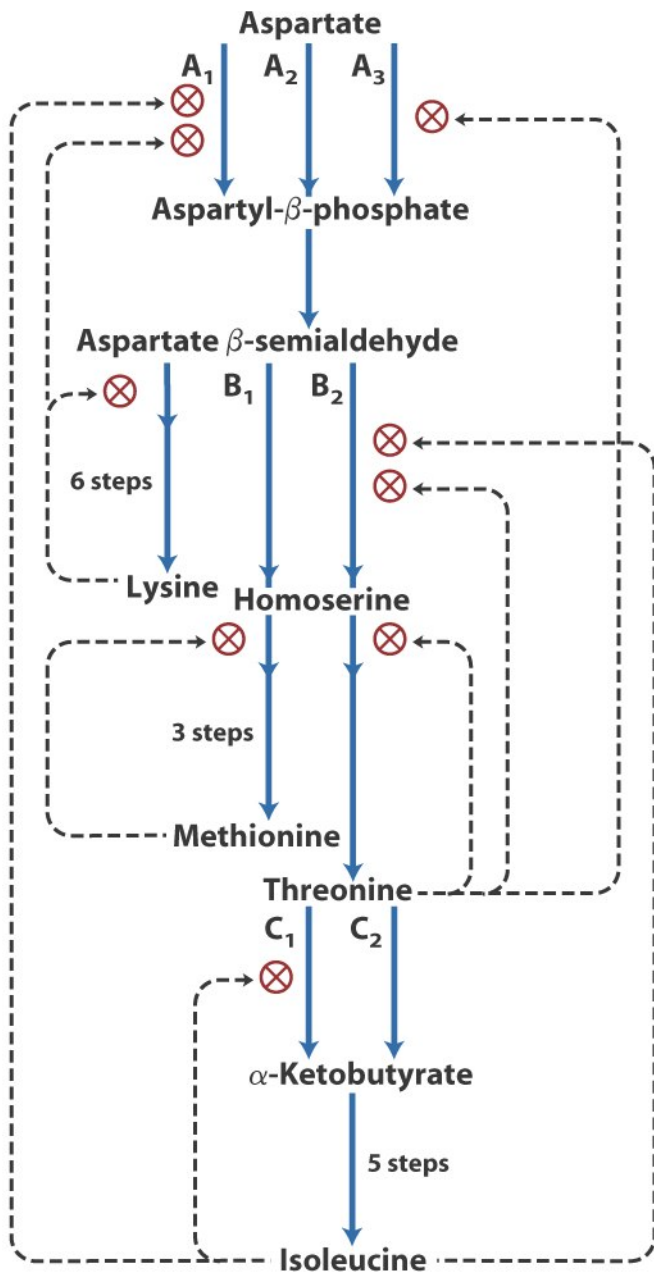 Aspartate
A₁ A₂ A₃
Aspartyl-β-phosphate
Aspartate β-semialdehyde
B₁ B₂
6 steps
Lysine
Homoserine
3 steps
Methionine
Threonine
C₁ C₂
α-Ketobutyrate
5 steps
Isoleucine